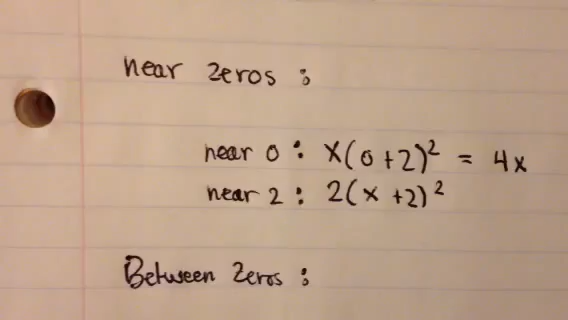 near zeros :
near 0 : x(0+2)² = 4x
near 2 : 2(x+2)²
Between Zeros :